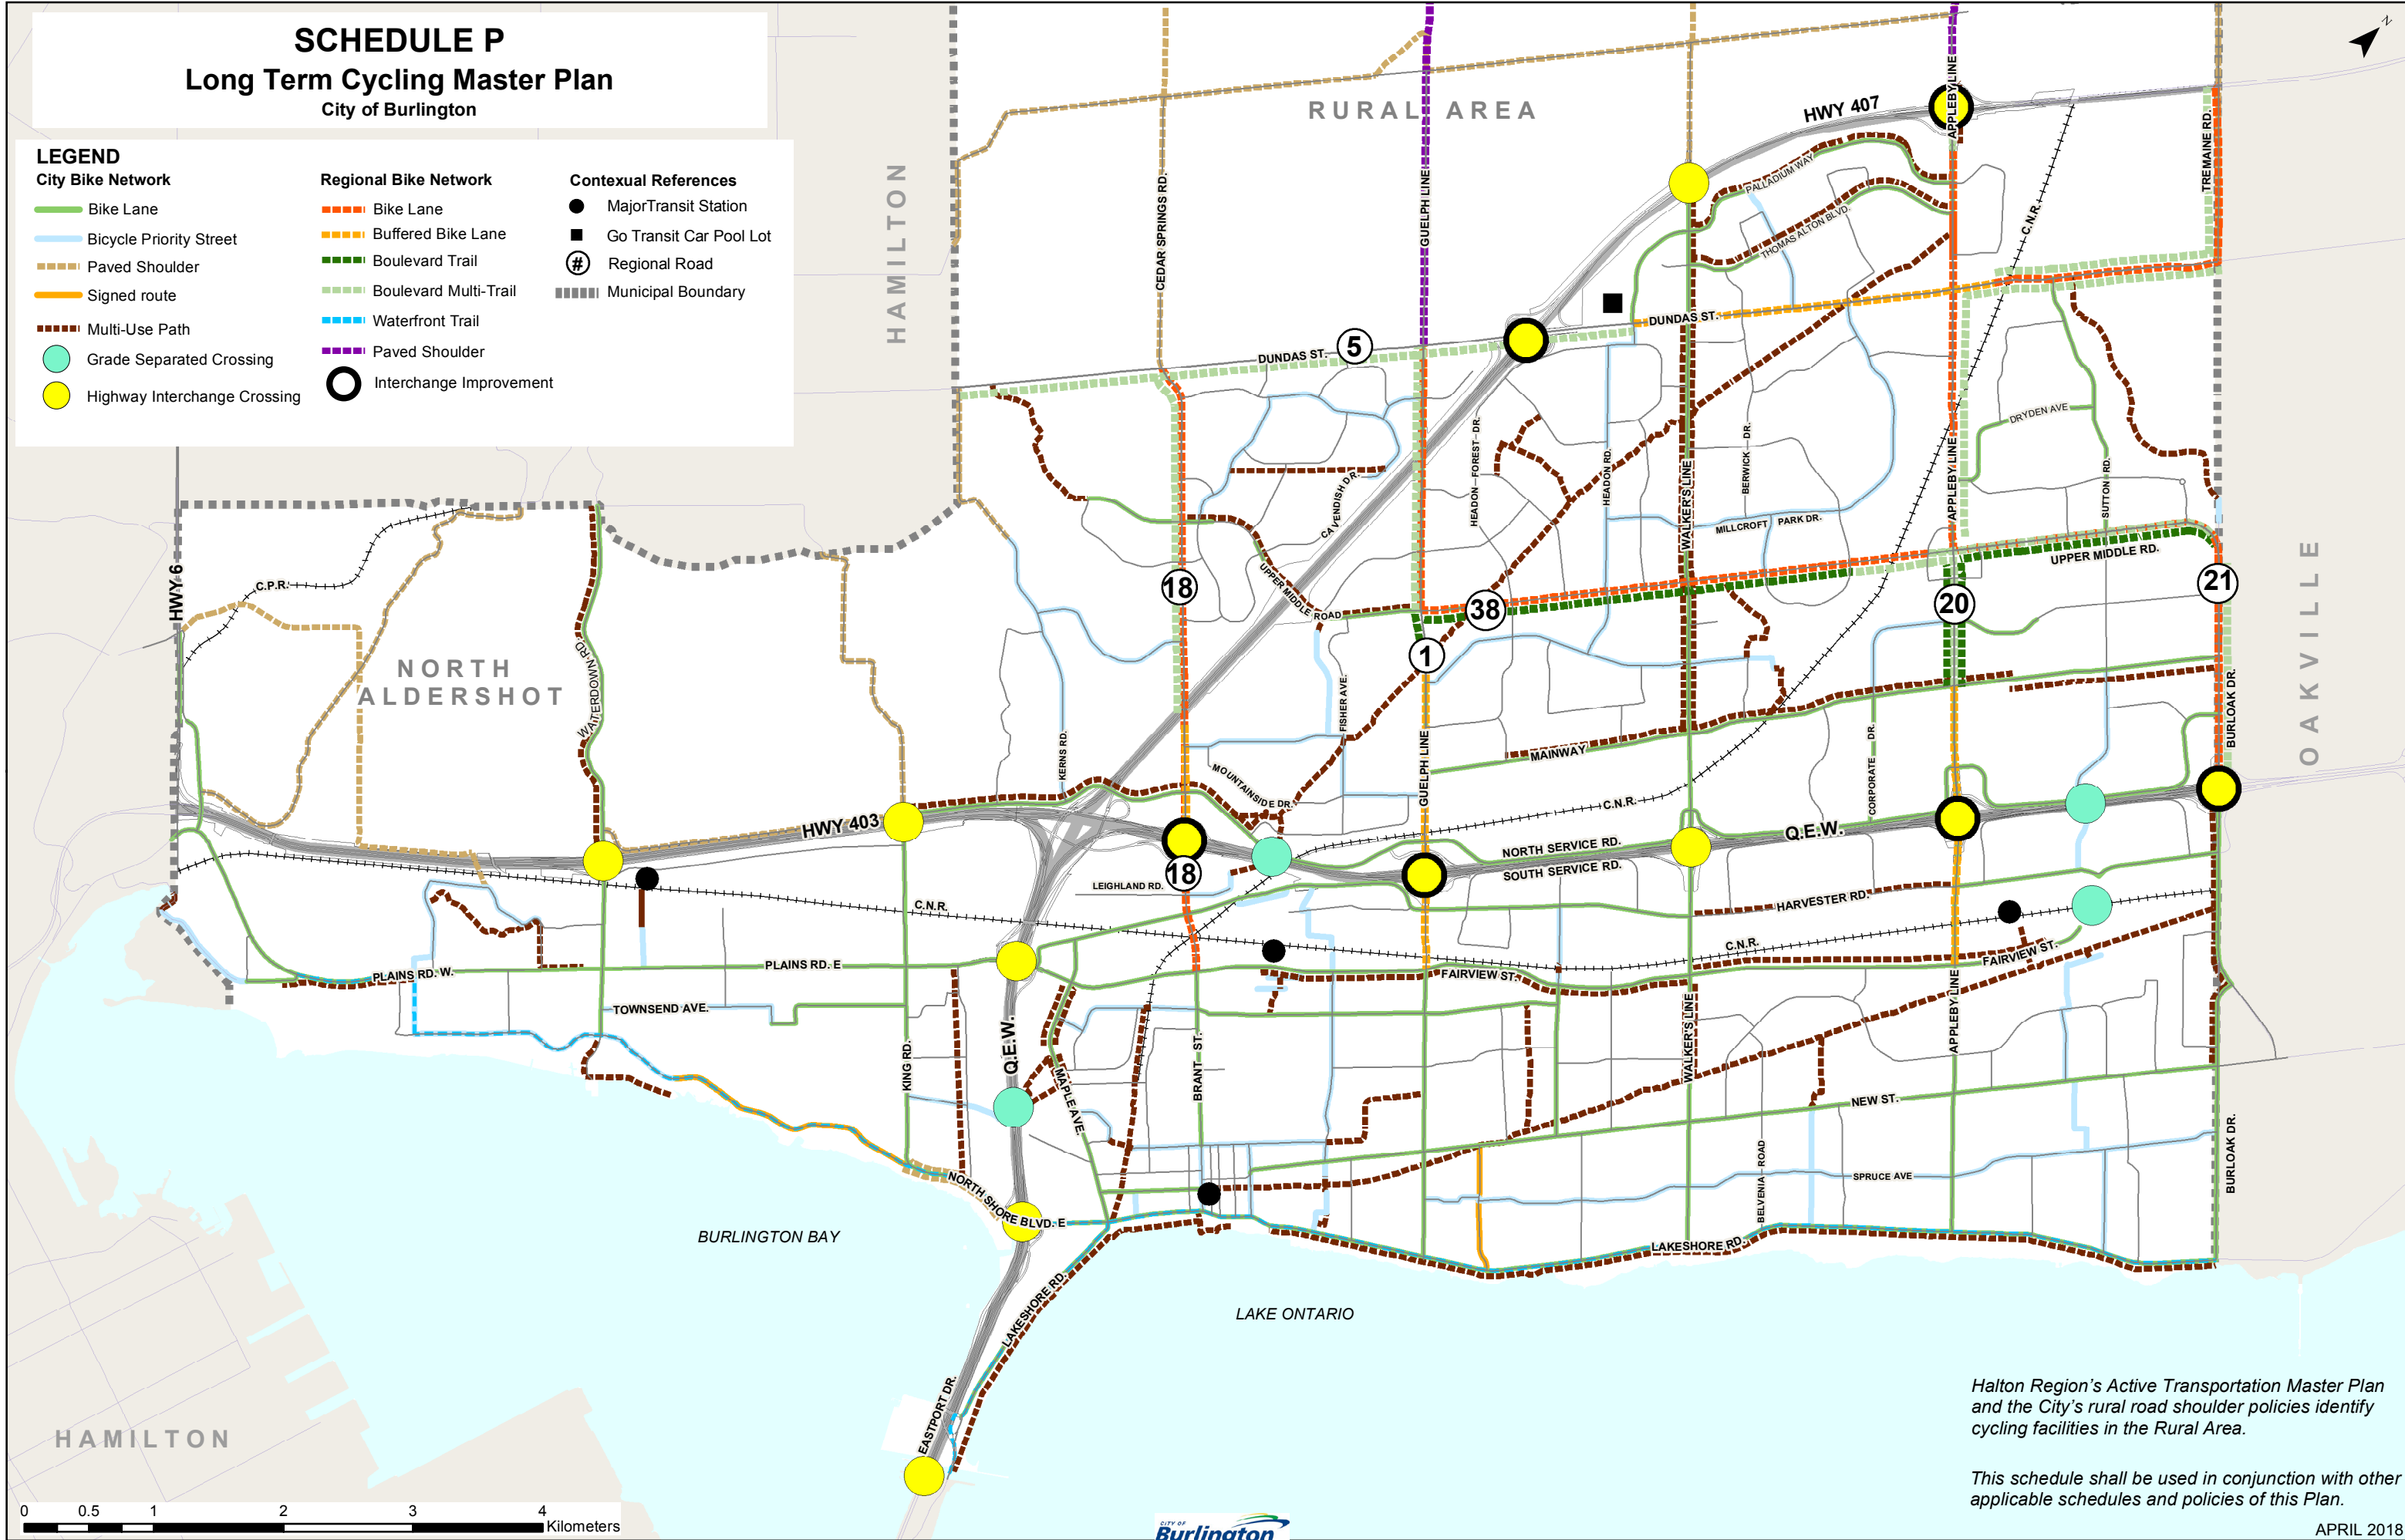 SCHEDULE P
Long Term Cycling Master Plan
City of Burlington
LEGEND
City Bike Network
Bike Lane
Bicycle Priority Street
Paved Shoulder
Signed route
Multi-Use Path
Grade Separated Crossing
Highway Interchange Crossing
Regional Bike Network
Bike Lane
Buffered Bike Lane
Boulevard Trail
Boulevard Multi-Trail
Waterfront Trail
Paved Shoulder
Interchange Improvement
Contexual References
MajorTransit Station
Go Transit Car Pool Lot
# Regional Road
Municipal Boundary
N
RURAL AREA
HAMILTON
HWY 407
APPLEBY LINE
TREMAINE RD.
CEDAR SPRINGS RD.
GUELPH LINE
PALLADIUM WAY
THOMAS ALTON BLVD.
C.N.R.
DUNDAS ST.
5
DUNDAS ST.
DRYDEN AVE
HEADON FOREST DR.
HEADON RD.
WALKER'S LINE
BERWICK DR.
APPLEBY LINE
SUTTON RD.
CAVENDISH DR.
MILLCROFT PARK DR.
UPPER MIDDLE RD.
OAKVILLE
HWY 6
C.P.R.
18
UPPER MIDDLE ROAD
38
20
21
1
NORTH
ALDERSHOT
WATERDOWN RD.
FISHER AVE.
KERNS RD.
GUELPH LINE
MAINWAY
CORPORATE DR.
BURLOAK DR.
MOUNTAINSIDE DR.
C.N.R.
HWY 403
Q.E.W.
NORTH SERVICE RD.
SOUTH SERVICE RD.
18
LEIGHLAND RD.
HARVESTER RD.
C.N.R.
C.N.R.
PLAINS RD. W.
PLAINS RD. E
FAIRVIEW ST.
FAIRVIEW ST.
TOWNSEND AVE.
KING RD.
Q.E.W.
MAPLE AVE.
BRANT ST.
WALKER'S LINE
APPLEBY LINE
NEW ST.
BELVENIA ROAD
SPRUCE AVE
BURLOAK DR.
NORTH SHORE BLVD. E
LAKESHORE RD.
BURLINGTON BAY
LAKESHORE RD.
LAKE ONTARIO
EASTPORT DR.
HAMILTON
Halton Region's Active Transportation Master Plan
and the City's rural road shoulder policies identify
cycling facilities in the Rural Area.
This schedule shall be used in conjunction with other
applicable schedules and policies of this Plan.
0 0.5 1 2 3 4
Kilometers
CITY OF
Burlington
APRIL 2018